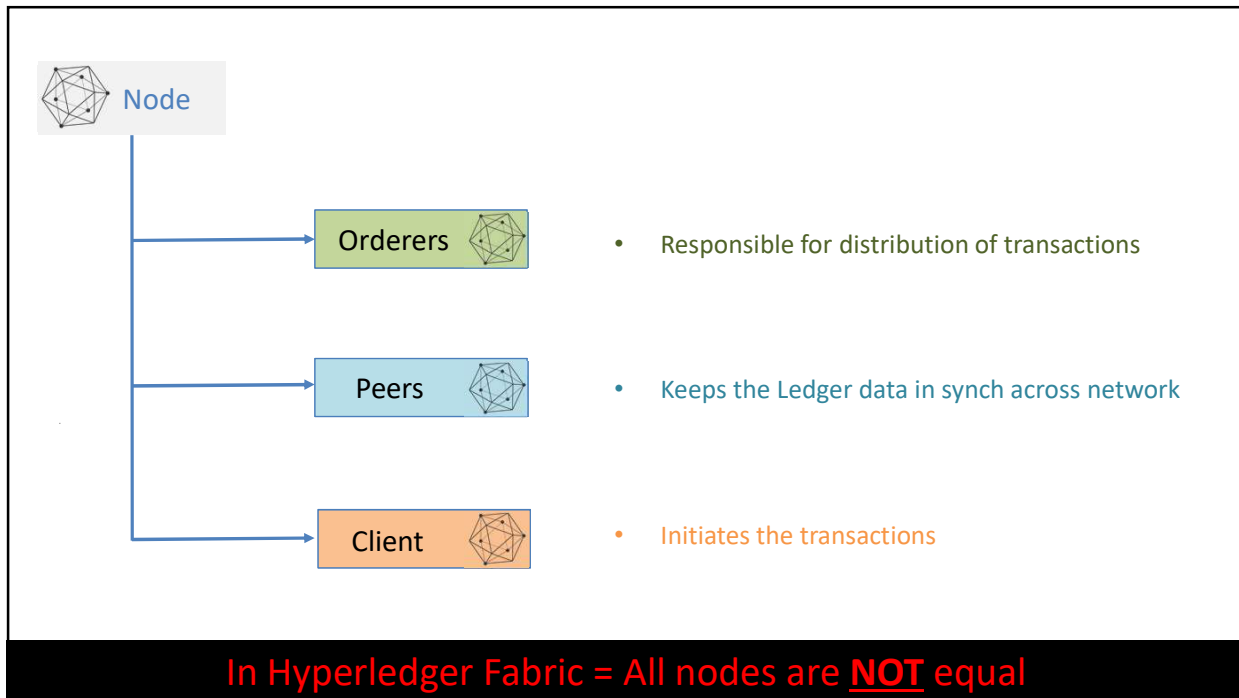 Node
Orderers
• Responsible for distribution of transactions
Peers
• Keeps the Ledger data in synch across network
Client
• Initiates the transactions
In Hyperledger Fabric = All nodes are NOT equal